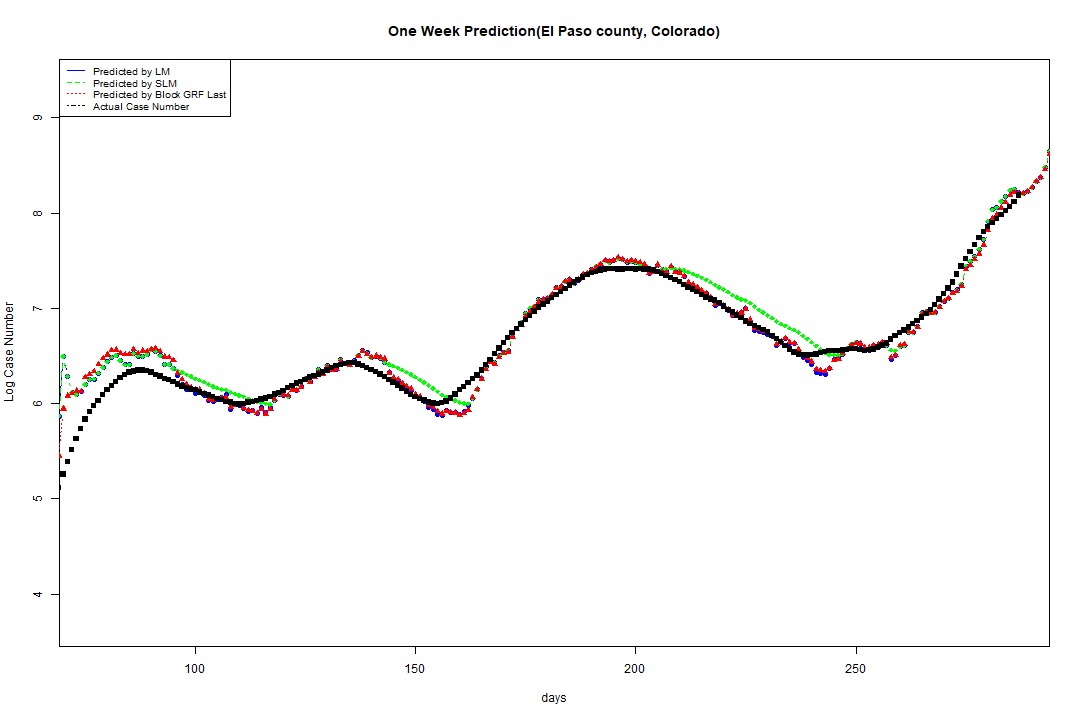 One Week Prediction(El Paso county, Colorado)
Predicted by LM
Predicted by SLM
Predicted by Block GRF Last
Actual Case Number
Log Case Number
9
8
7
6
5
4
100 150 200 250
days